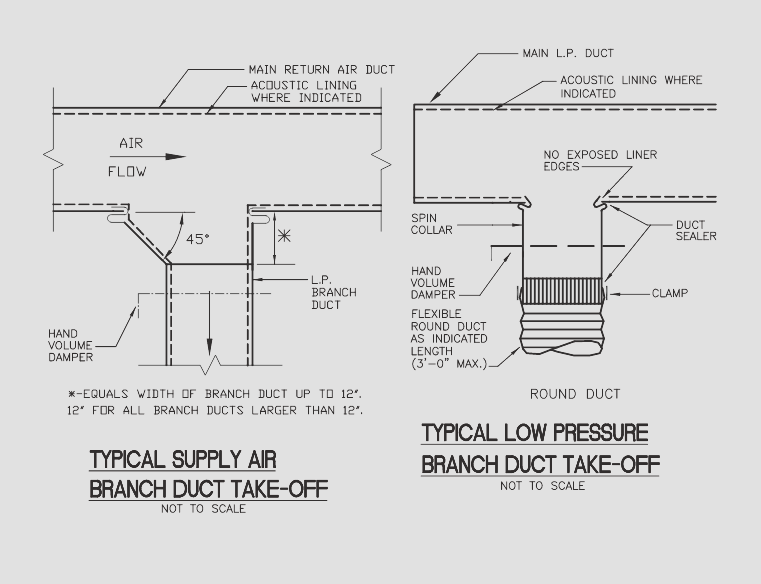 MAIN RETURN AIR DUCT
ACOUSTIC LINING
WHERE INDICATED
AIR
FLOW
45°
*
L.P.
BRANCH
DUCT
HAND
VOLUME
DAMPER
*-EQUALS WIDTH OF BRANCH DUCT UP TO 12".
12" FOR ALL BRANCH DUCTS LARGER THAN 12".
TYPICAL SUPPLY AIR
BRANCH DUCT TAKE-OFF
NOT TO SCALE
MAIN L.P. DUCT
ACOUSTIC LINING WHERE
INDICATED
NO EXPOSED LINER
EDGES
SPIN
COLLAR
DUCT
SEALER
HAND
VOLUME
DAMPER
CLAMP
FLEXIBLE
ROUND DUCT
AS INDICATED
LENGTH
(3'-0" MAX.)
ROUND DUCT
TYPICAL LOW PRESSURE
BRANCH DUCT TAKE-OFF
NOT TO SCALE